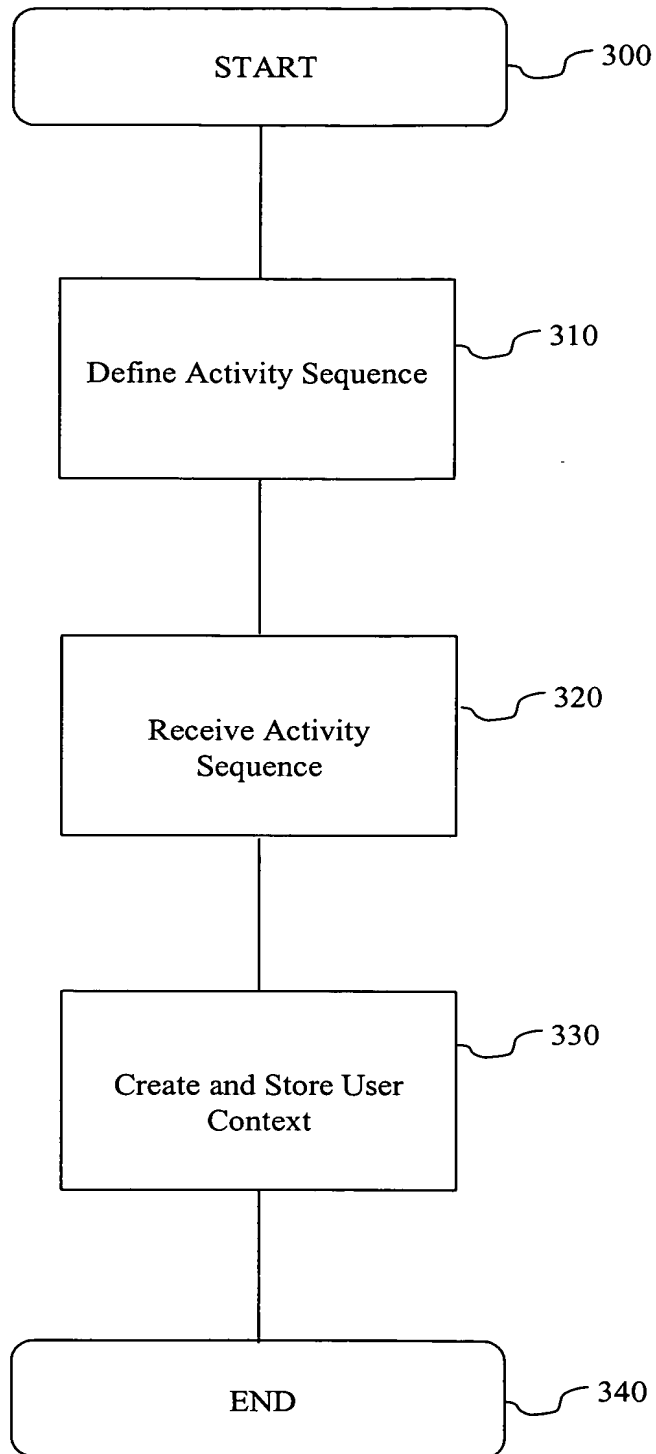 START
300
310
Define Activity Sequence
320
Receive Activity
Sequence
330
Create and Store User
Context
END
340